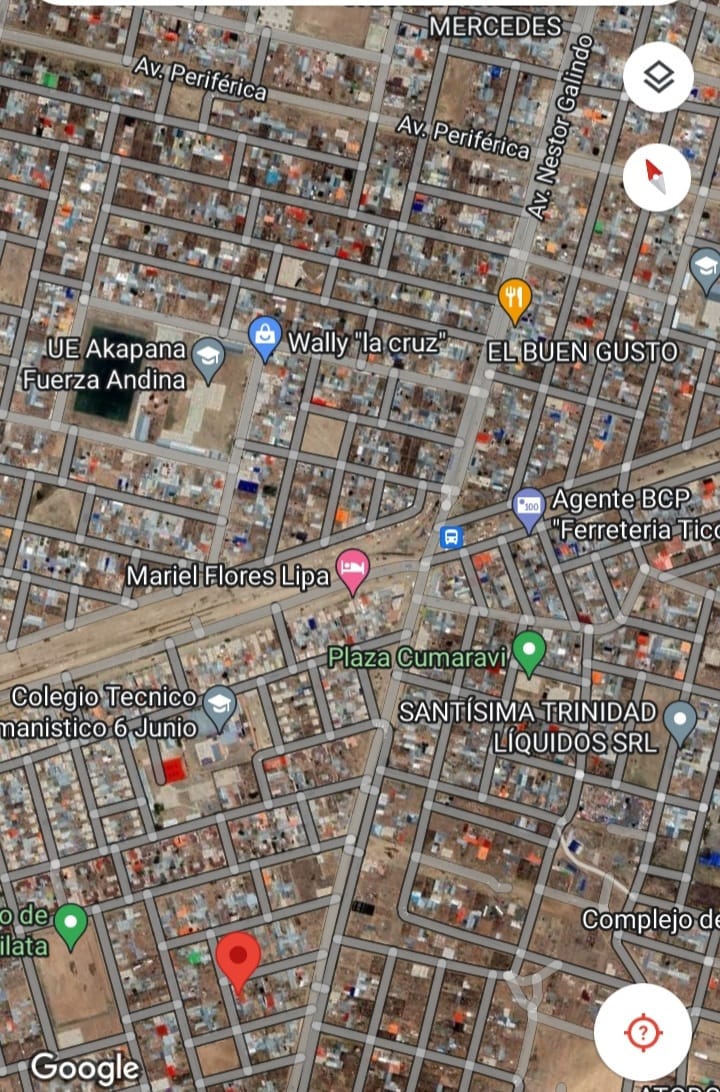 MERCEDES
Av. Periférica
Av. Periférica
Av. Nestor Galindo
UE Akapana
Fuerza Andina
Wally "la cruz"
EL BUEN GUSTO
100
Agente BCP
"Ferreteria Tico
Mariel Flores Lipa
Plaza Cumaravi
Colegio Tecnico
manistico 6 Junio
SANTÍSIMA TRINIDAD
LÍQUIDOS SRL
o de
ilata
Complejo de
?
Google